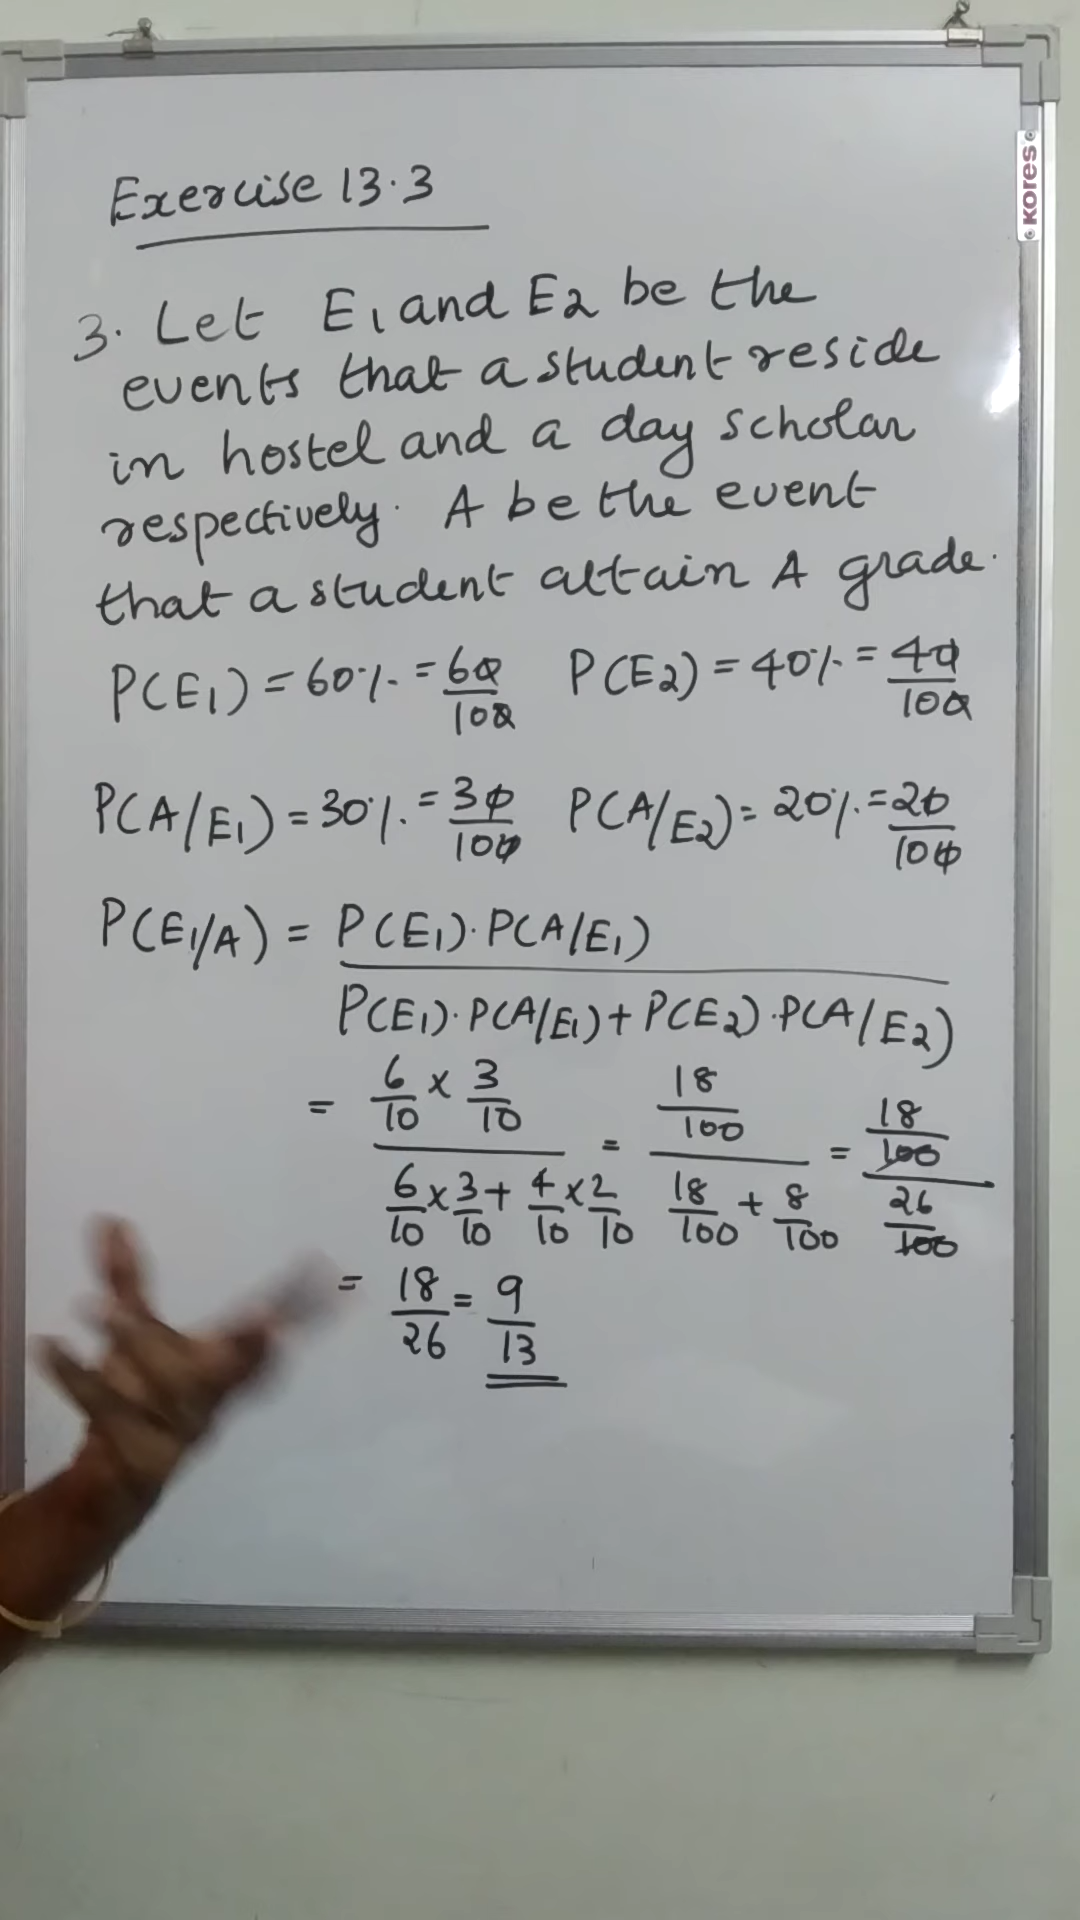 KORES
Exercise 13.3
3. Let E1 and E2 be the
events that a student reside
in hostel and a day scholar
respectively. A be the event
that a student attain A grade.
P(E1) = 60% = 60/100 P(E2) = 40% = 40/100
P(A/E1) = 30% = 30/100 P(A/E2) = 20% = 20/100
P(E1/A) = P(E1).P(A/E1)
P(E1).P(A/E1) + P(E2).P(A/E2)
= 6/10 × 3/10 = 18/100 = 18/100
6/10 × 3/10 + 4/10 × 2/10 18/100 + 8/100 26/100
= 18/26 = 9/13